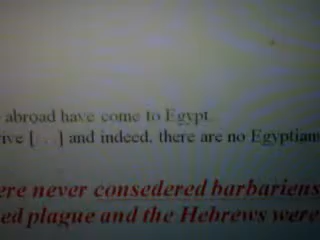 abroad have come to Egypt.
ive [...] and indeed, there are no Egyptian
ere never consedered barbariens
ed plague and the Hebrews were